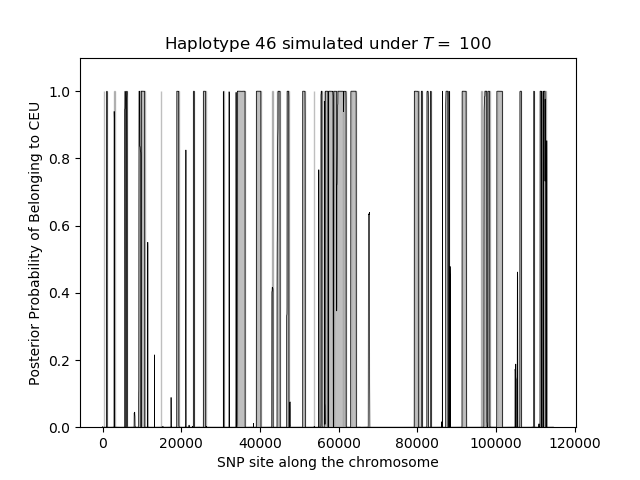 Haplotype 46 simulated under T = 100
Posterior Probability of Belonging to CEU
1.0
0.8
0.6
0.4
0.2
0.0
0 20000 40000 60000 80000 100000 120000
SNP site along the chromosome